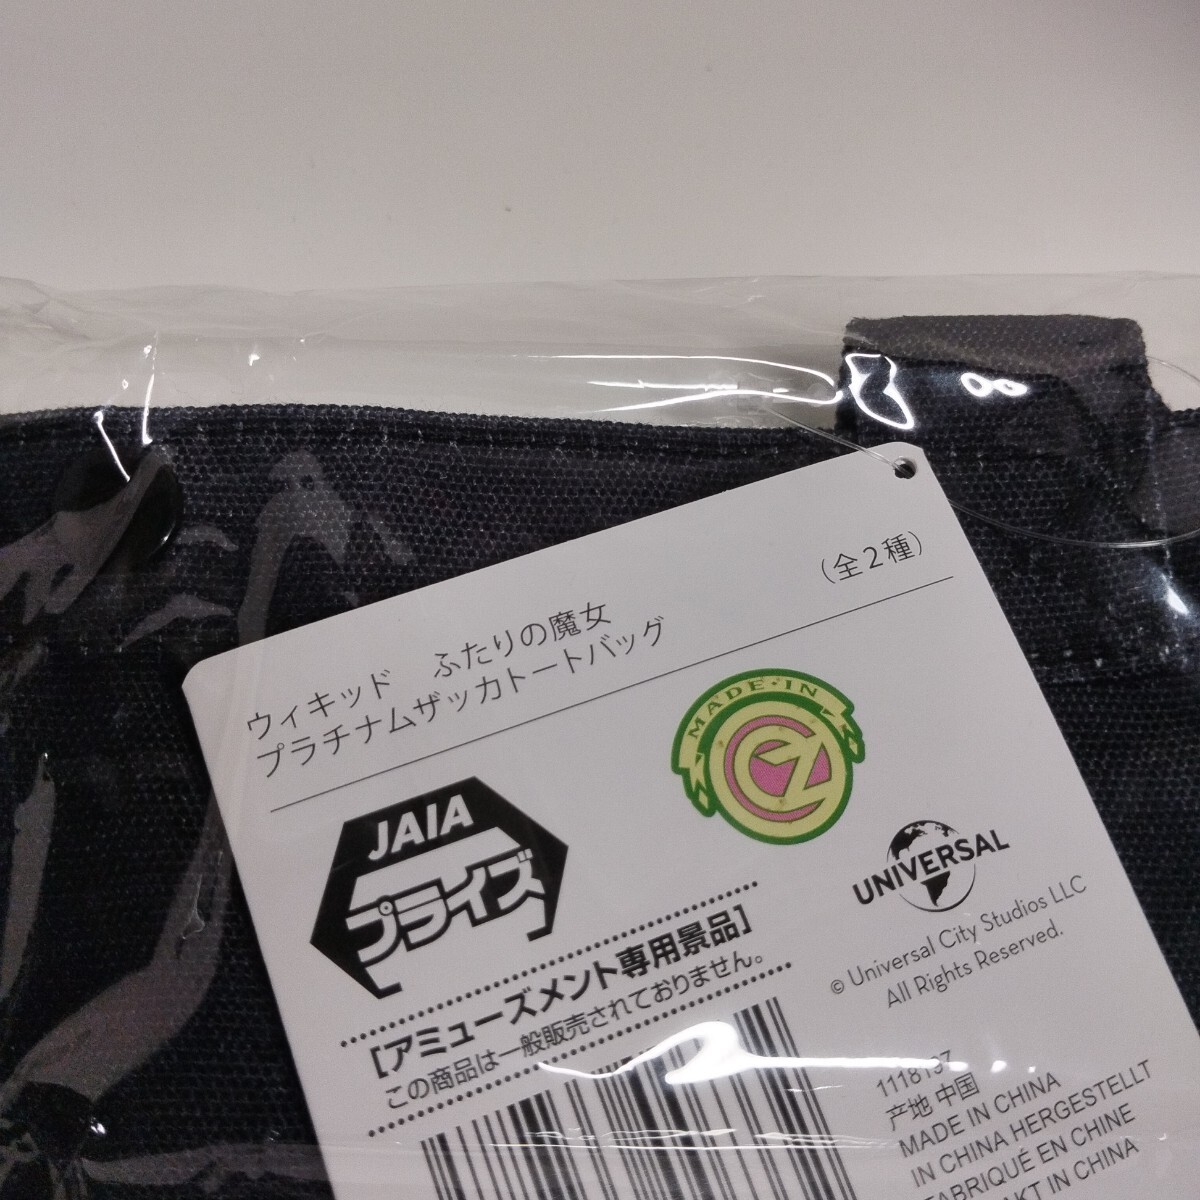 (全2種)
ウィキッド ふたりの魔女
プラチナムザッカトートバッグ
MADE·IN
OZ
JAIA
プライズ
UNIVERSAL
© Universal City Studios LLC
All Rights Reserved.
[アミューズメント専用景品]
この商品は一般販売されておりません。
1118197
产地 中国
MADE IN CHINA
IN CHINA HERGESTELLT
FABRIQUÉ EN CHINE
IN CHINA